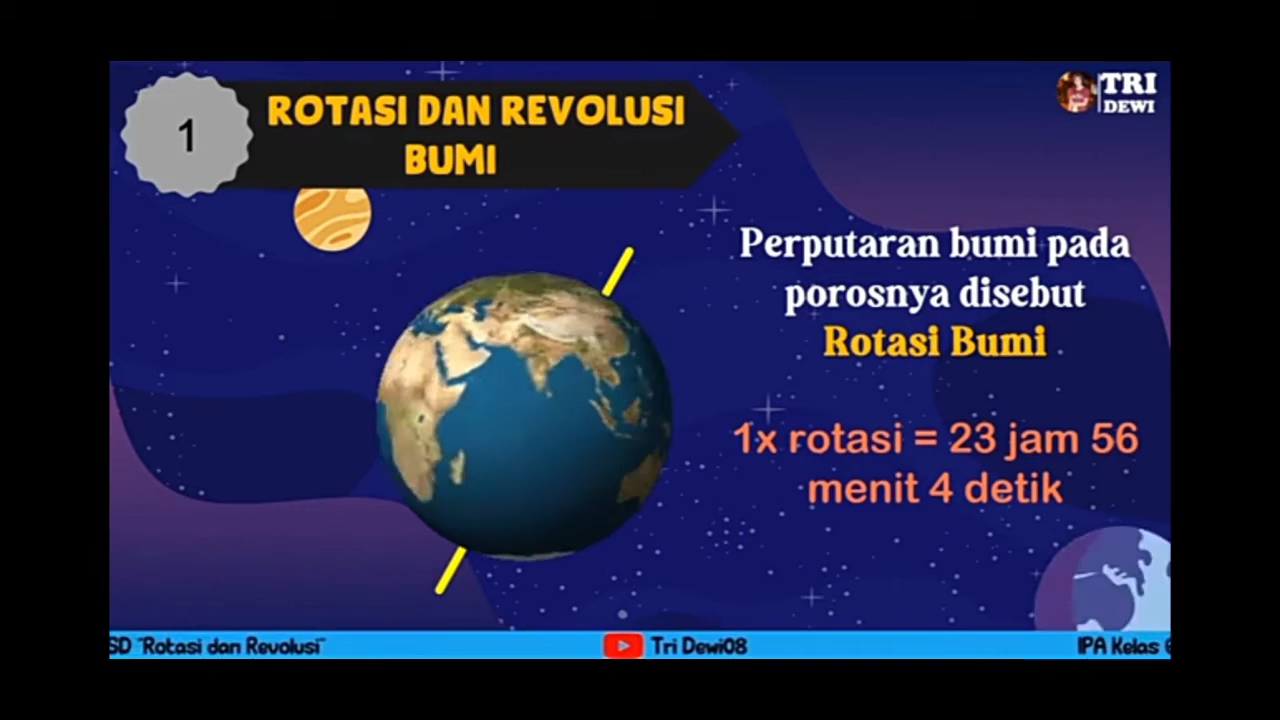 1
ROTASI DAN REVOLUSI
BUMI
TRI
DEWI
Perputaran bumi pada
porosnya disebut
Rotasi Bumi
1x rotasi = 23 jam 56
menit 4 detik
SD "Rotasi dan Revolusi"
Tri Dewi08
IPA Kelas